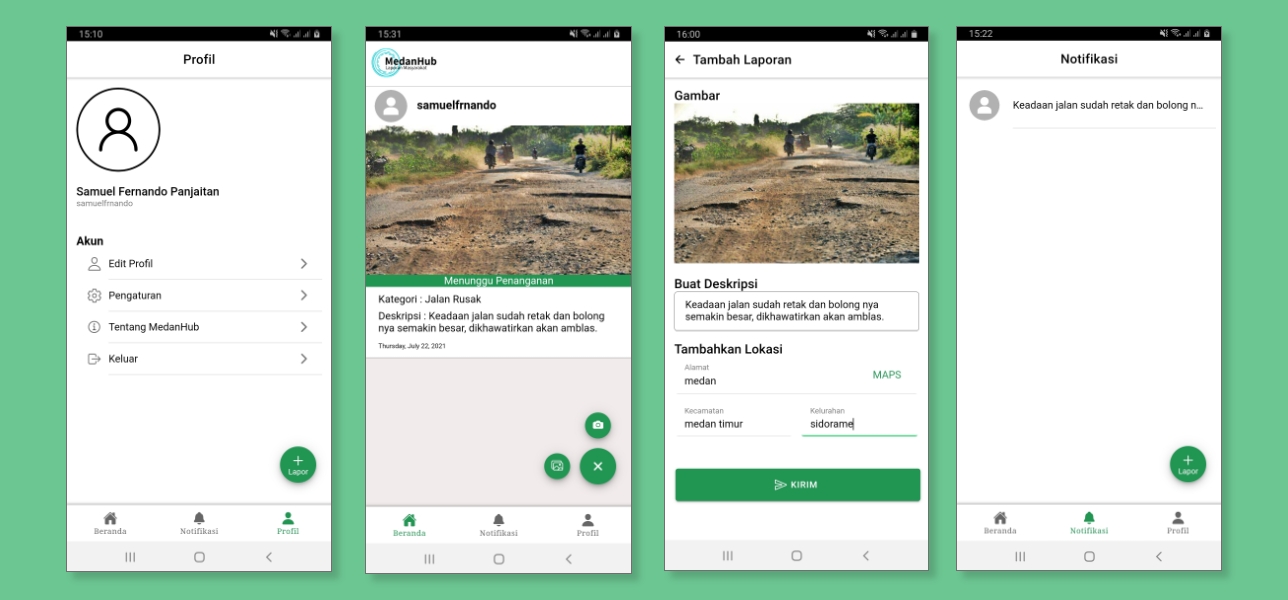 15:10
Profil
Samuel Fernando Panjaitan
samuelfrnando
Akun
Edit Profil
Pengaturan
Tentang MedanHub
Keluar
+
Lapor
Beranda Notifikasi Profil
15:31
MedanHub
Laporan Masyarakat
samuelfrnando
Menunggu Penanganan
Kategori : Jalan Rusak
Deskripsi : Keadaan jalan sudah retak dan bolong
nya semakin besar, dikhawatirkan akan amblas.
Thursday, July 22, 2021
Beranda Notifikasi Profil
16:00
Tambah Laporan
Gambar
Buat Deskripsi
Keadaan jalan sudah retak dan bolong nya
semakin besar, dikhawatirkan akan amblas.
Tambahkan Lokasi
Alamat
medan MAPS
Kecamatan Kelurahan
medan timur sidorame
KIRIM
15:22
Notifikasi
Keadaan jalan sudah retak dan bolong n...
+
Lapor
Beranda Notifikasi Profil